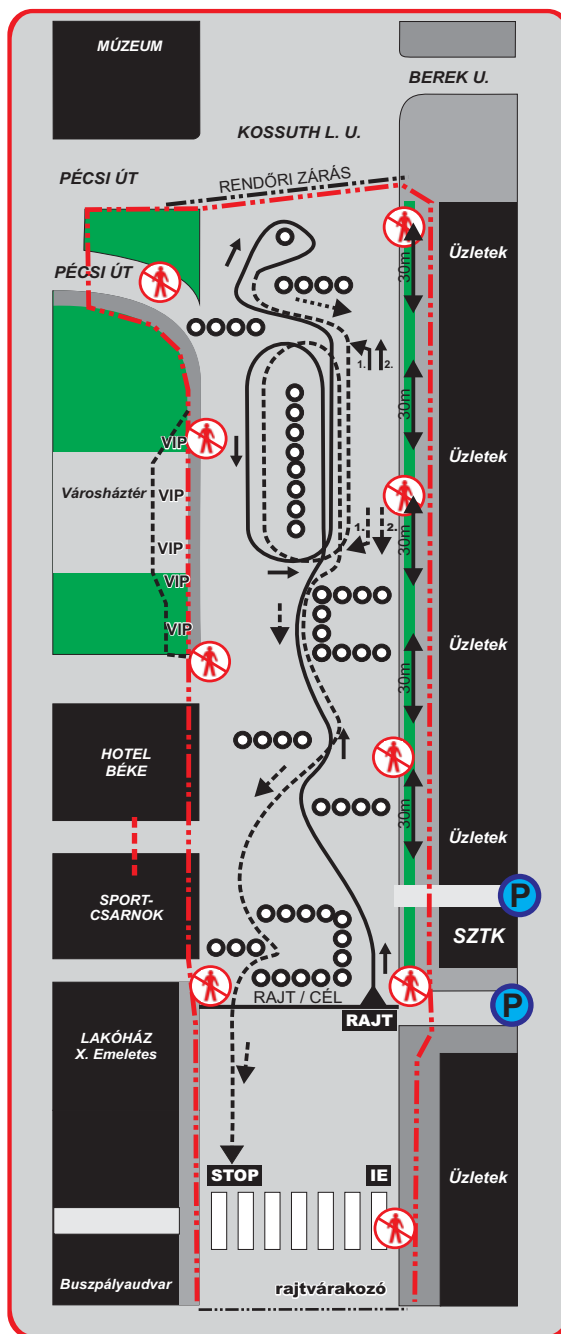 MÚZEUM
BEREK U.
KOSSUTH L. U.
PÉCSI ÚT
RENDŐRI ZÁRÁS
PÉCSI ÚT
30m
Üzletek
1. 2.
30m
VIP
Üzletek
Városháztér
VIP
1. 2.
30m
VIP
VIP
VIP
30m
Üzletek
HOTEL
BÉKE
30m
Üzletek
SPORT-
CSARNOK
P
SZTK
RAJT / CÉL
RAJT
P
LAKÓHÁZ
X. Emeletes
STOP
IE
Üzletek
Buszpályaudvar
rajtvárakozó